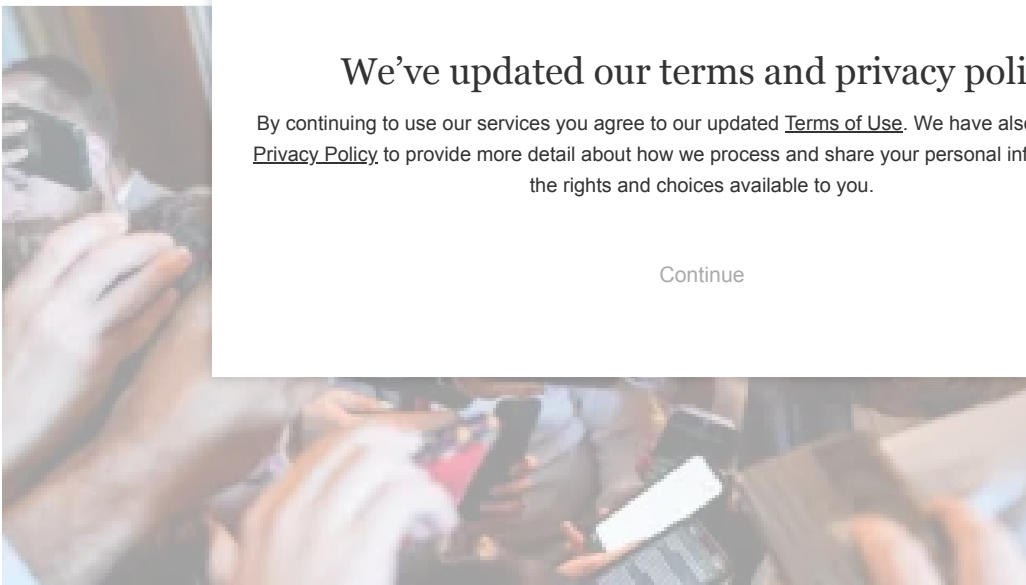 We’ve updated our terms and privacy poli
By continuing to use our services you agree to our updated Terms of Use. We have als
Privacy Policy to provide more detail about how we process and share your personal inf
the rights and choices available to you.
Continue